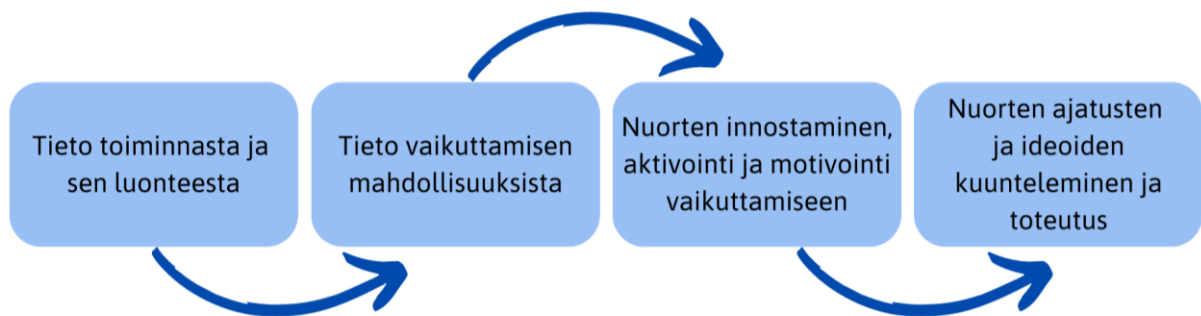 Tieto toiminnasta ja
sen luonteesta
Tieto vaikuttamisen
mahdollisuuksista
Nuorten innostaminen,
aktivointi ja motivointi
vaikuttamiseen
Nuorten ajatusten
ja ideoiden
kuunteleminen ja
toteutus